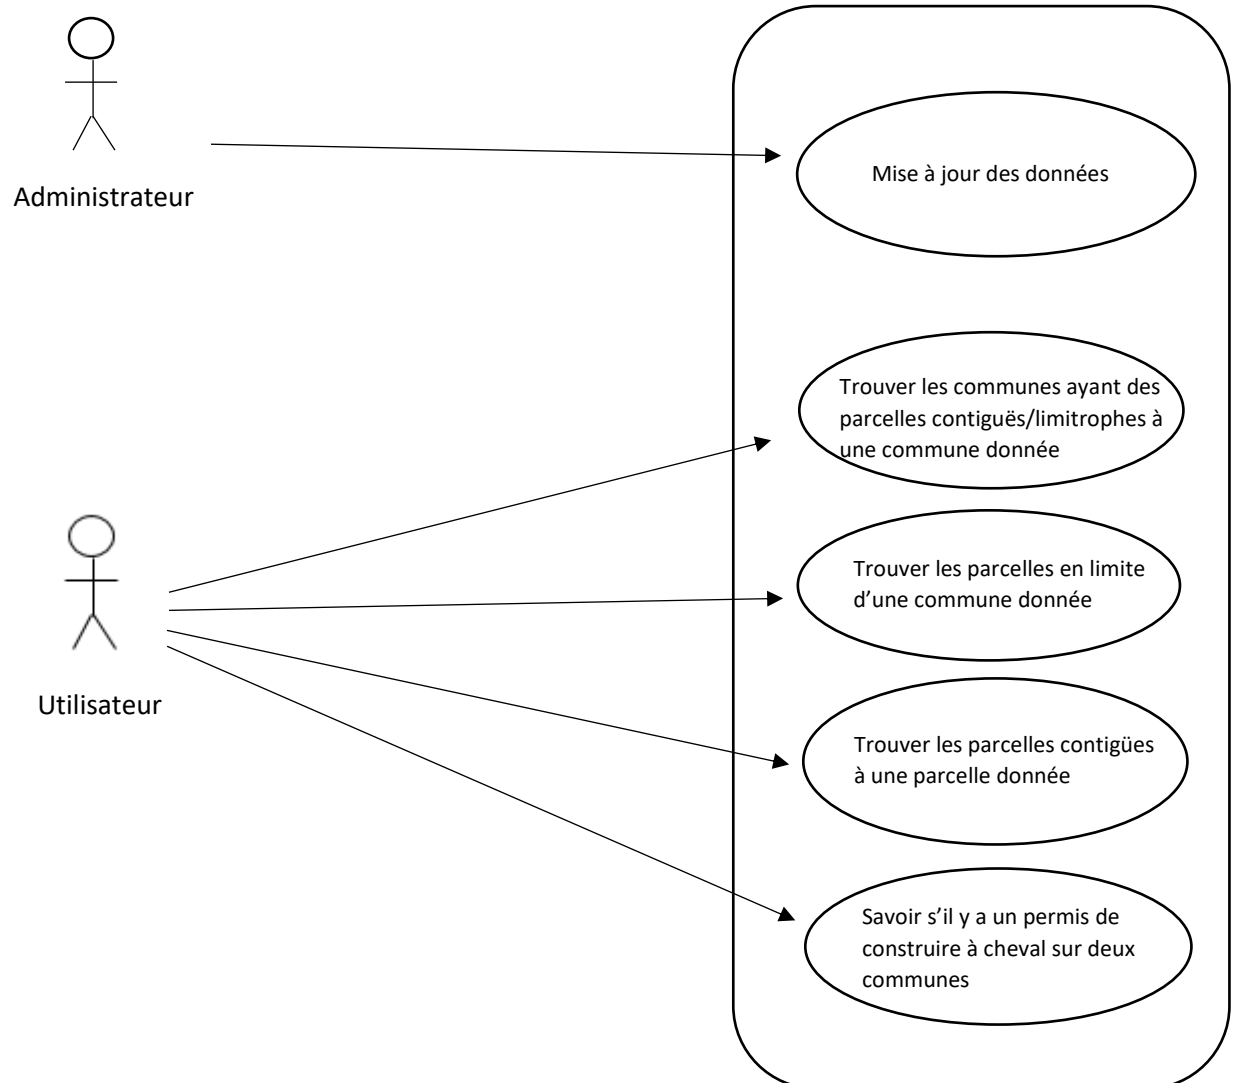 Administrateur
Mise à jour des données
Trouver les communes ayant des
parcelles contiguës/limitrophes à
une commune donnée
Trouver les parcelles en limite
d’une commune donnée
Utilisateur
Trouver les parcelles contigües
à une parcelle donnée
Savoir s’il y a un permis de
construire à cheval sur deux
communes